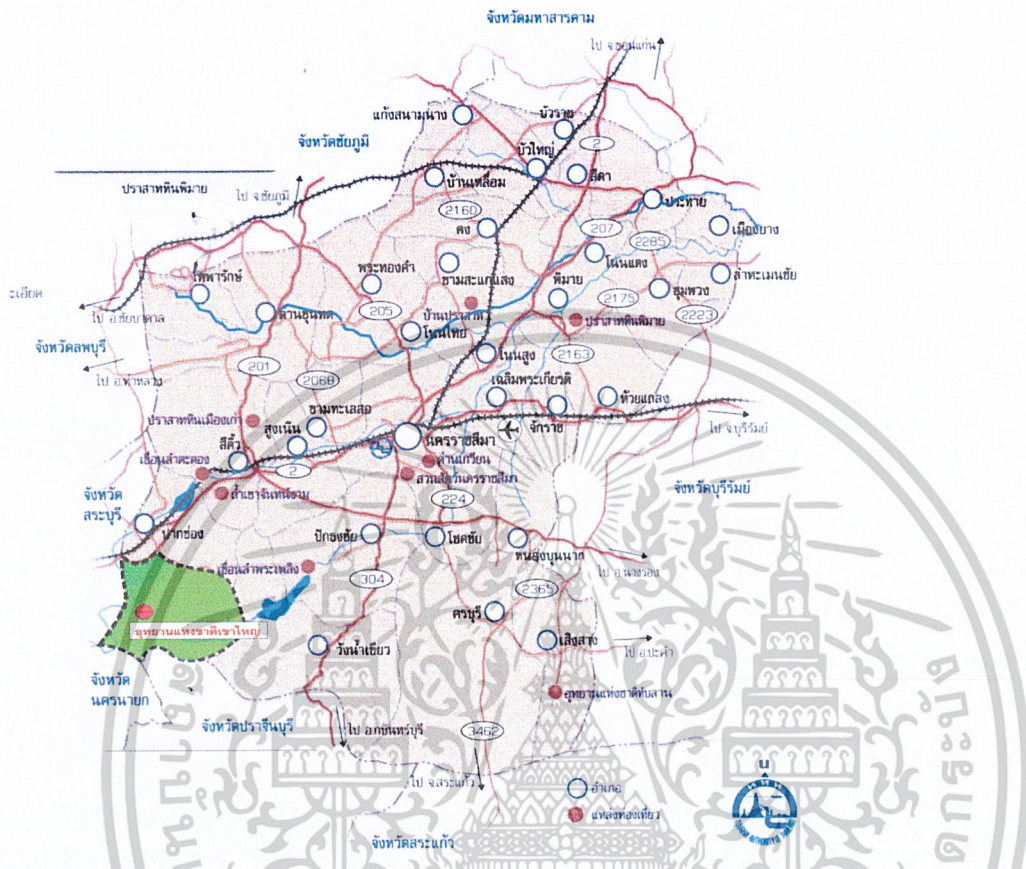 จังหวัดมหาสารคาม
ไป จ.ขอนแก่น
แก้งสนามนาง
บัวราย
2
จังหวัดชัยภูมิ
บัวใหญ่
สีดา
ปราสาทหินพิมาย
ไป จ.ชัยภูมิ
บ้านเหลื่อม
ประทาย
2160
207
เมืองยาง
คง
2285
โนนแดง
พระทองคำ
ขามสะแกแสง
พิมาย
ลำทะเมนชัย
เทพารักษ์
ชุมพวง
2175
ะเอียด
ด่านขุนทด
205
บ้านปราสาท
2223
ไป อ.ชัยบาดาล
โนนไทย
ปราสาทหินพิมาย
จังหวัดลพบุรี
โนนสูง
2163
201
ไป อ.ท่าหลวง
2068
เฉลิมพระเกียรติ
ขามทะเลสอ
ห้วยแถลง
ปราสาทหินเมืองเก่า
สูงเนิน
จักราช
ไป จ.บุรีรัมย์
นครราชสีมา
สีคิ้ว
ด่านเกวียน
เขื่อนลำตะคอง
2
สวนสัตว์นครราชสีมา
จังหวัดบุรีรัมย์
จังหวัด
สระบุรี
224
ปากช่อง
ปักธงชัย
โชคชัย
หนองบุนนาก
เขื่อนลำพระเพลิง
ไป อ.นางรอง
304
2365
ครบุรี
อุทยานแห่งชาติเขาใหญ่
เสิงสาง
วังน้ำเขียว
ไป อ.ปะคำ
จังหวัด
นครนายก
อุทยานแห่งชาติทับลาน
จังหวัดปราจีนบุรี
ไป อ.กบินทร์บุรี
3462
ไป จ.สระแก้ว
น
อำเภอ
ททท
แหล่งท่องเที่ยว
จังหวัดสระแก้ว